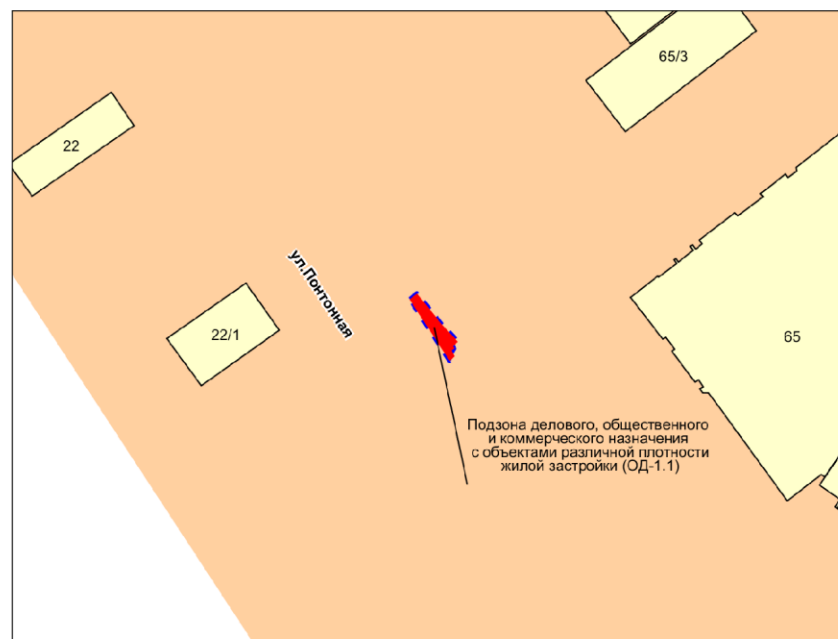 65/3
22
ул.Понтонная
22/1
65
Подзона делового, общественного
и коммерческого назначения
с объектами различной плотности
жилой застройки (ОД-1.1)